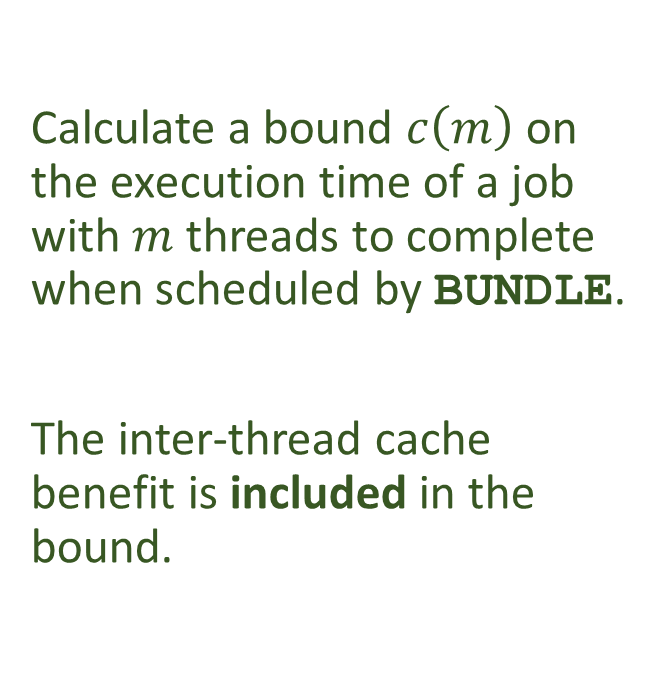 Calculate a bound c(m) on
the execution time of a job
with m threads to complete
when scheduled by BUNDLE.
The inter-thread cache
benefit is included in the
bound.